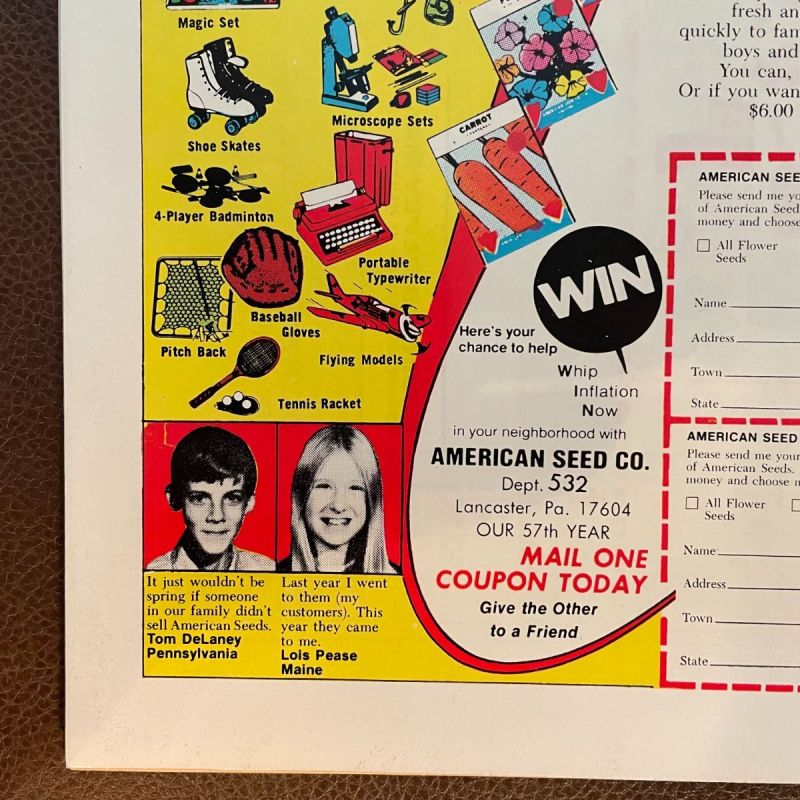 Magic Set
Shoe Skates
Microscope Sets
4-Player Badminton
Portable
Typewriter
Baseball
Gloves
Pitch Back
Flying Models
Tennis Racket
It just wouldn't be
spring if someone
in our family didn't
sell American Seeds.
Tom DeLaney
Pennsylvania
Last year I went
to them (my
customers). This
year they came
to me.
Lois Pease
Maine
CARROT
WIN
Here's your
chance to help
Whip
Inflation
Now
in your neighborhood with
AMERICAN SEED CO.
Dept. 532
Lancaster, Pa. 17604
OUR 57th YEAR
MAIL ONE
COUPON TODAY
Give the Other
to a Friend
fresh an
quickly to fam
boys and
You can,
Or if you wan
$6.00
AMERICAN SEE
Please send me yo
of American Seed
money and choose
All Flower
Seeds
Name
Address
Town
State
AMERICAN SEED
Please send me your
of American Seeds.
money and choose m
All Flower
Seeds
Name
Address
Town
State